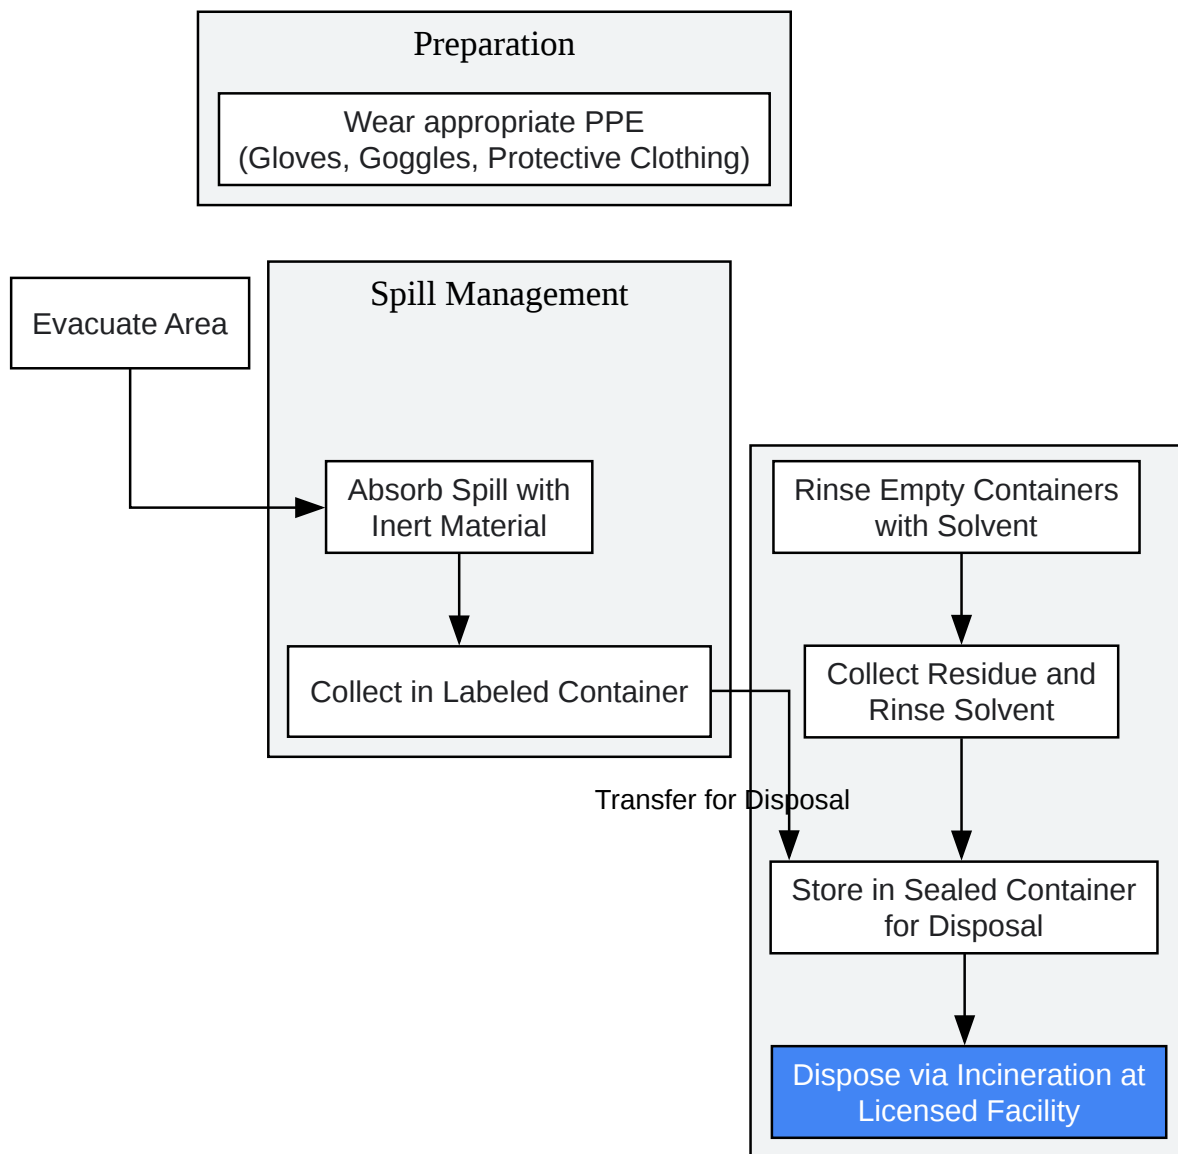 Preparation
Wear appropriate PPE
(Gloves, Goggles, Protective Clothing)
Evacuate Area
Spill Management
Absorb Spill with
Inert Material
Collect in Labeled Container
Transfer for Disposal
Rinse Empty Containers
with Solvent
Collect Residue and
Rinse Solvent
Store in Sealed Container
for Disposal
Dispose via Incineration at
Licensed Facility